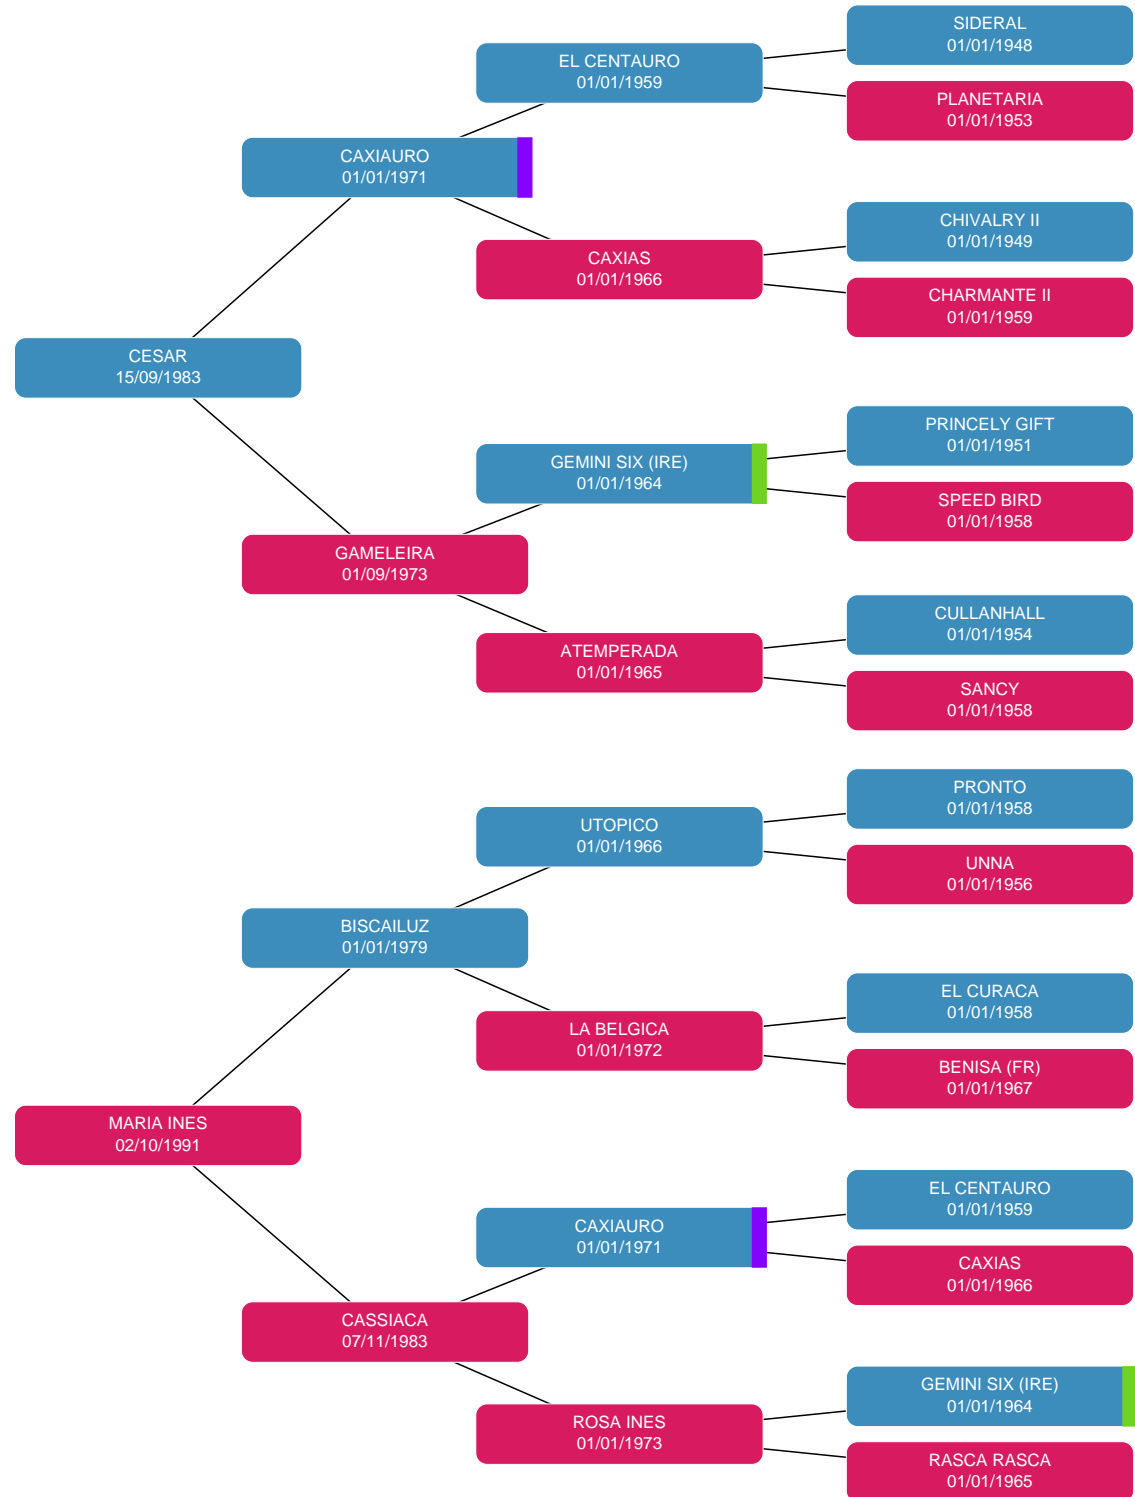 SIDERAL
01/01/1948
EL CENTAURO
01/01/1959
PLANETARIA
01/01/1953
CAXIAURO
01/01/1971
CHIVALRY II
01/01/1949
CAXIAS
01/01/1966
CHARMANTE II
01/01/1959
CESAR
15/09/1983
PRINCELY GIFT
01/01/1951
GEMINI SIX (IRE)
01/01/1964
SPEED BIRD
01/01/1958
GAMELEIRA
01/09/1973
CULLANHALL
01/01/1954
ATEMPERADA
01/01/1965
SANCY
01/01/1958
PRONTO
01/01/1958
UTOPICO
01/01/1966
UNNA
01/01/1956
BISCAILUZ
01/01/1979
EL CURACA
01/01/1958
LA BELGICA
01/01/1972
BENISA (FR)
01/01/1967
MARIA INES
02/10/1991
EL CENTAURO
01/01/1959
CAXIAURO
01/01/1971
CAXIAS
01/01/1966
CASSIACA
07/11/1983
GEMINI SIX (IRE)
01/01/1964
ROSA INES
01/01/1973
RASCA RASCA
01/01/1965